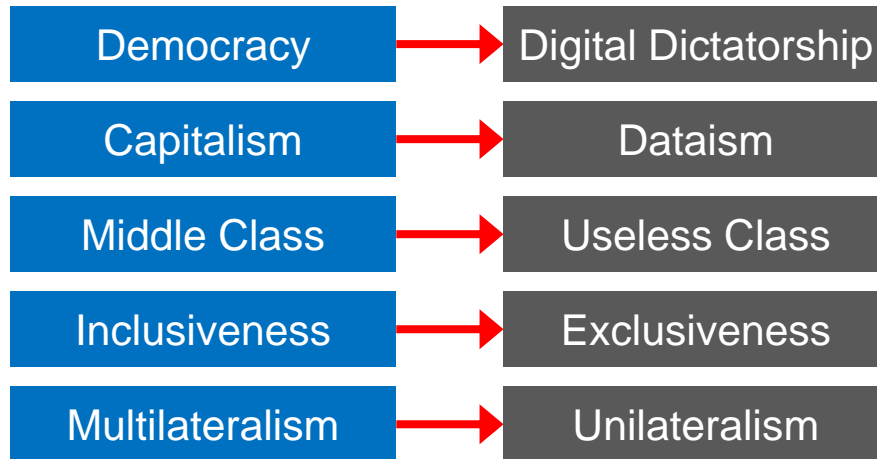 Democracy Digital Dictatorship
Capitalism Dataism
Middle Class Useless Class
Inclusiveness Exclusiveness
Multilateralism Unilateralism